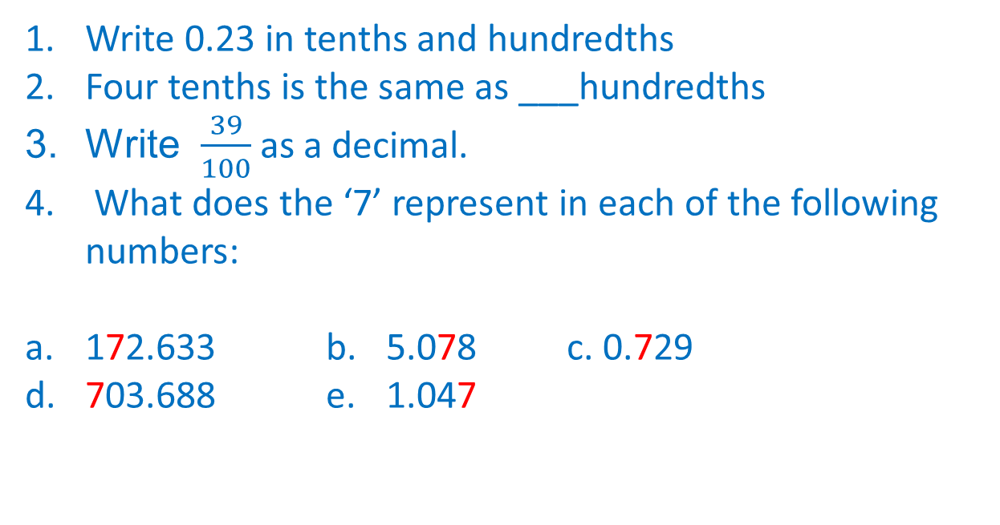 1. Write 0.23 in tenths and hundredths
2. Four tenths is the same as ___hundredths
3. Write 39/100 as a decimal.
4. What does the ‘7’ represent in each of the following
numbers:
a. 172.633 b. 5.078 c. 0.729
d. 703.688 e. 1.047